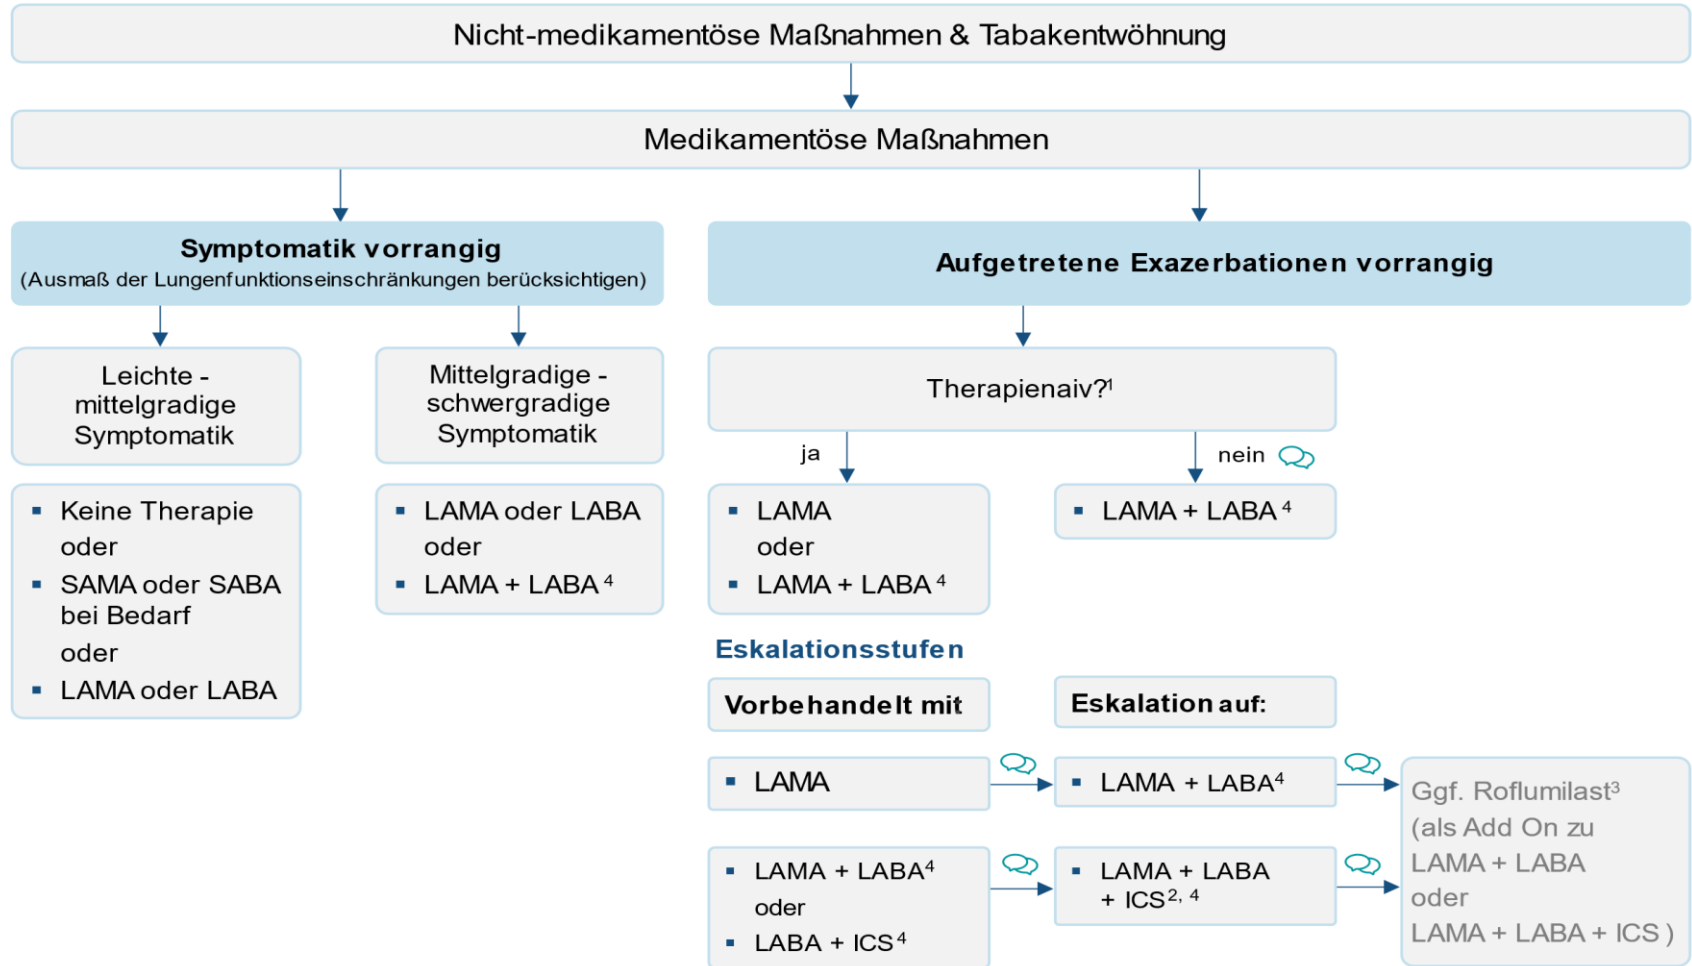 Nicht-medikamentöse Maßnahmen & Tabakentwöhnung
Medikamentöse Maßnahmen
Symptomatik vorrangig
(Ausmaß der Lungenfunktionseinschränkungen berücksichtigen)
Leichte -
mittelgradige
Symptomatik
▪ Keine Therapie
oder
▪ SAMA oder SABA
bei Bedarf
oder
▪ LAMA oder LABA
Mittelgradige -
schwergradige
Symptomatik
▪ LAMA oder LABA
oder
▪ LAMA + LABA ⁴
Aufgetretene Exazerbationen vorrangig
Therapienaiv?¹
ja
nein
▪ LAMA
oder
▪ LAMA + LABA ⁴
▪ LAMA + LABA ⁴
Eskalationsstufen
Vorbehandelt mit
Eskalation auf:
▪ LAMA
▪ LAMA + LABA⁴
▪ LAMA + LABA⁴
oder
▪ LABA + ICS⁴
▪ LAMA + LABA
+ ICS²˒ ⁴
Ggf. Roflumilast³
(als Add On zu
LAMA + LABA
oder
LAMA + LABA + ICS )